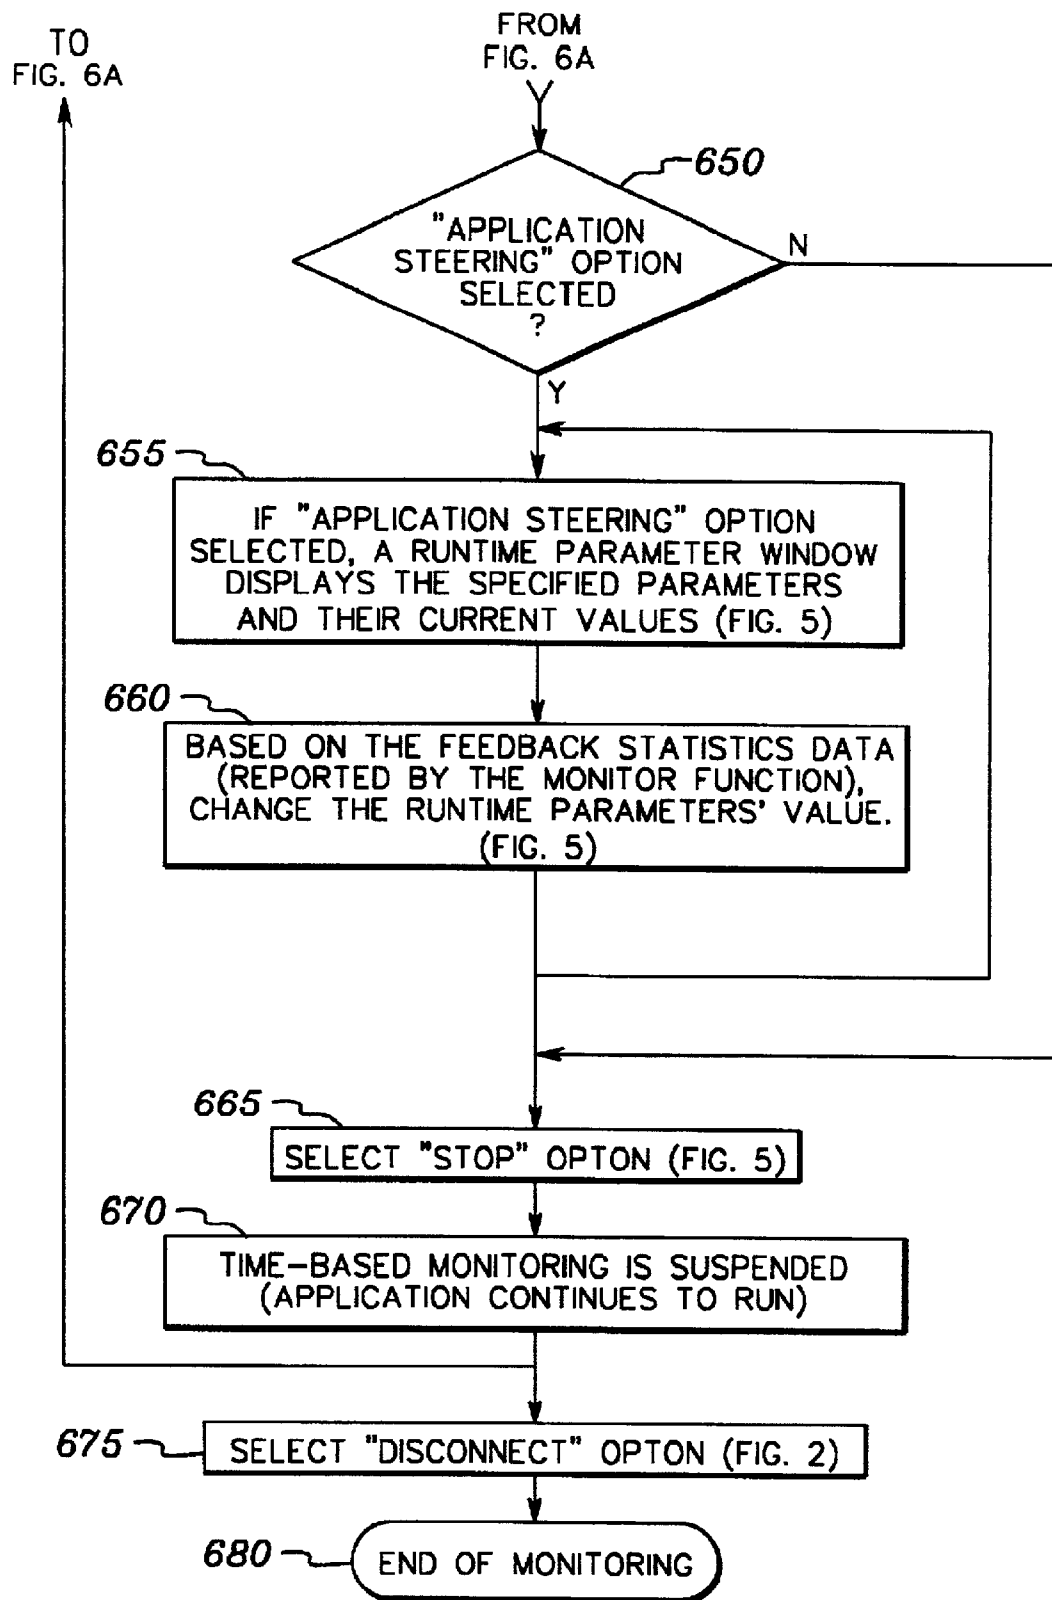 TO
FIG. 6A
FROM
FIG. 6A
650
"APPLICATION
STEERING" OPTION
SELECTED
?
N
Y
655
IF "APPLICATION STEERING" OPTION
SELECTED, A RUNTIME PARAMETER WINDOW
DISPLAYS THE SPECIFIED PARAMETERS
AND THEIR CURRENT VALUES (FIG. 5)
660
BASED ON THE FEEDBACK STATISTICS DATA
(REPORTED BY THE MONITOR FUNCTION),
CHANGE THE RUNTIME PARAMETERS' VALUE.
(FIG. 5)
665
SELECT "STOP" OPTON (FIG. 5)
670
TIME-BASED MONITORING IS SUSPENDED
(APPLICATION CONTINUES TO RUN)
675
SELECT "DISCONNECT" OPTON (FIG. 2)
680
END OF MONITORING